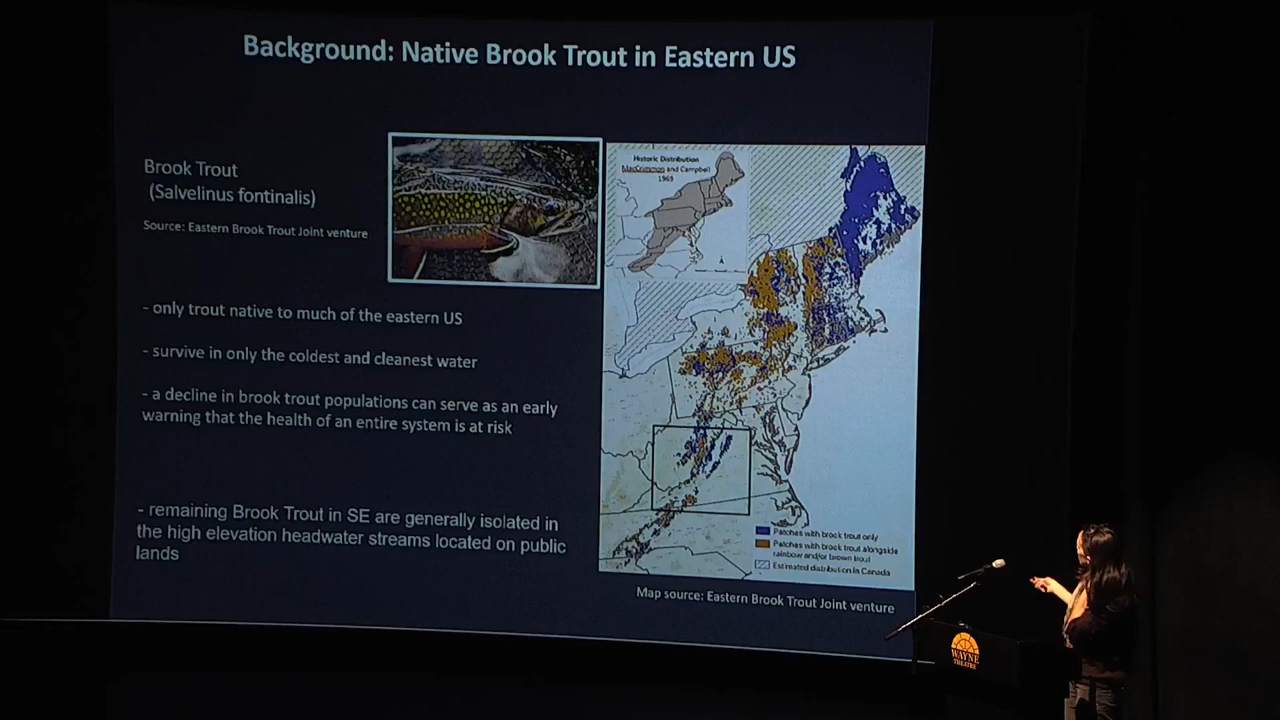 Background: Native Brook Trout in Eastern US
Brook Trout
(Salvelinus fontinalis)
Source: Eastern Brook Trout Joint venture
- only trout native to much of the eastern US
- survive in only the coldest and cleanest water
- a decline in brook trout populations can serve as an early
warning that the health of an entire system is at risk
- remaining Brook Trout in SE are generally isolated in
the high elevation headwater streams located on public
lands
Historic Distribution
MacCrimmon and Campbell
1969
Patches with brook trout only
Patches with brook trout alongside
rainbow and/or brown trout
Estimated distribution in Canada
Map source: Eastern Brook Trout Joint venture
WAYNE
THEATRE